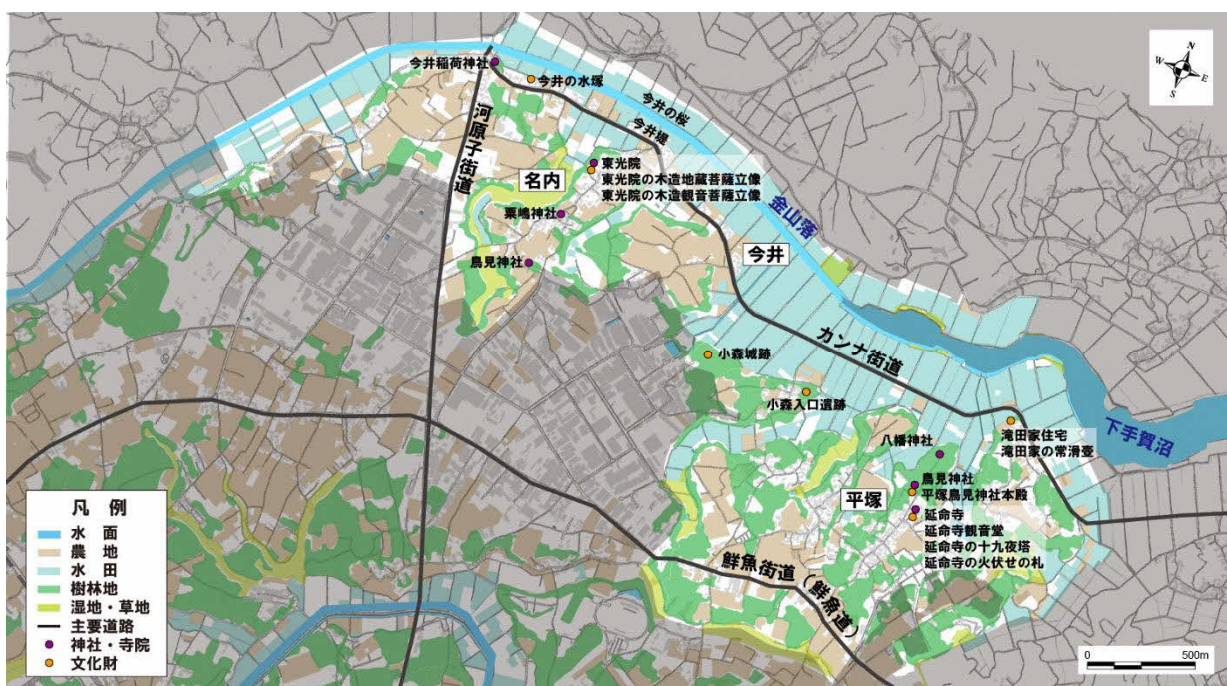 今井稲荷神社
今井の水塚
今井の桜
今井堤
河原子街道
東光院
東光院の木造地蔵菩薩立像
東光院の木造観音菩薩立像
名内
粟嶋神社
鳥見神社
金山落
今井
カンナ街道
小森城跡
小森入口遺跡
下手賀沼
滝田家住宅
滝田家の常滑壺
八幡神社
鳥見神社
平塚鳥見神社本殿
平塚
延命寺
延命寺観音堂
延命寺の十九夜塔
延命寺の火伏せの札
鮮魚街道（鮮魚道）
N
W
E
S
凡 例
水 面
農 地
水 田
樹林地
湿地・草地
主要道路
神社・寺院
文化財
0 500m